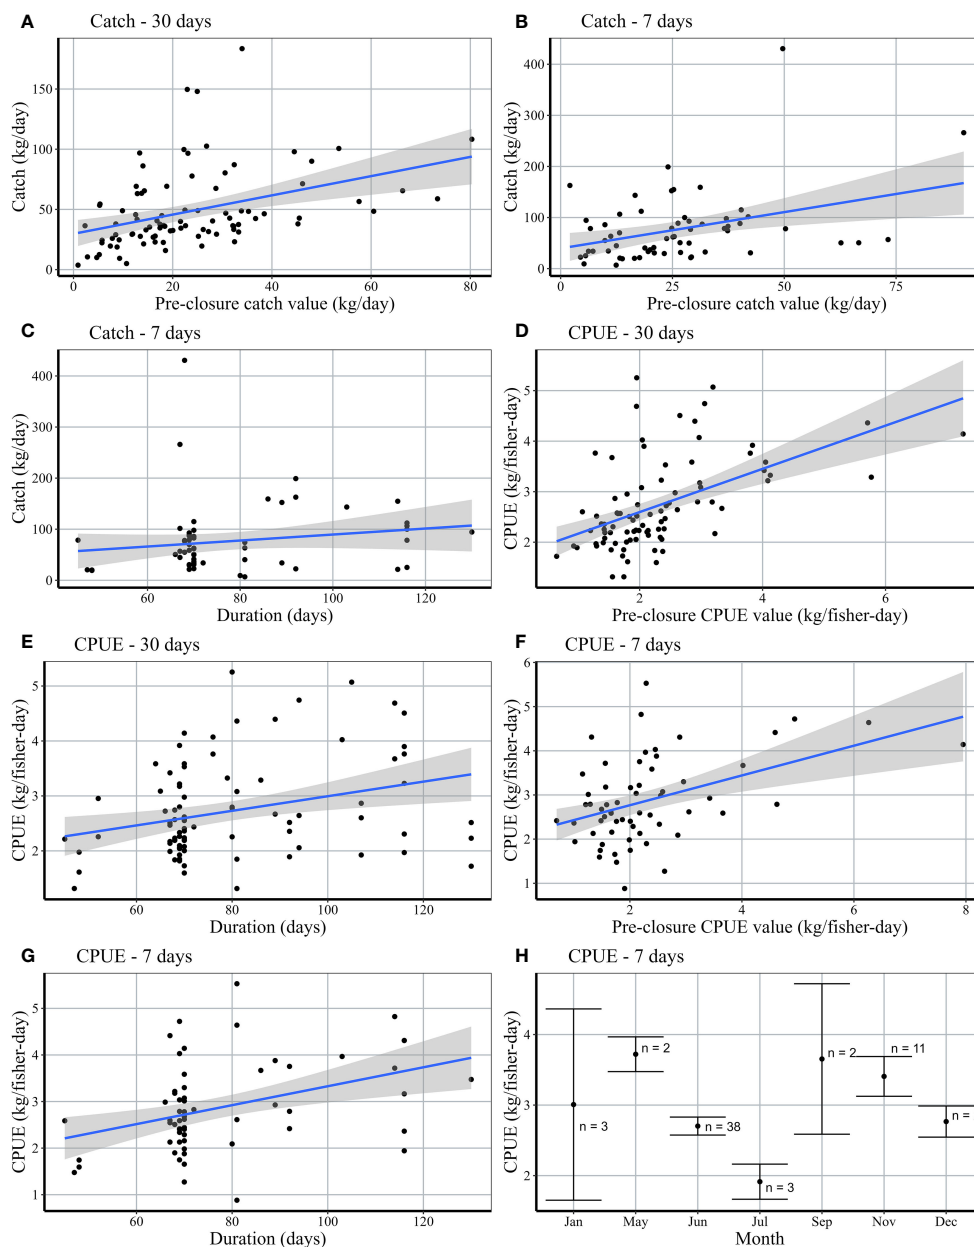 A Catch - 30 days
Catch (kg/day)
150
100
50
0
0 20 40 60 80
Pre-closure catch value (kg/day)
B Catch - 7 days
Catch (kg/day)
400
300
200
100
0
0 25 50 75
Pre-closure catch value (kg/day)
C Catch - 7 days
Catch (kg/day)
400
300
200
100
0
60 80 100 120
Duration (days)
D CPUE - 30 days
CPUE (kg/fisher-day)
5
4
3
2
2 4 6
Pre-closure CPUE value (kg/fisher-day)
E CPUE - 30 days
CPUE (kg/fisher-day)
5
4
3
2
60 80 100 120
Duration (days)
F CPUE - 7 days
CPUE (kg/fisher-day)
6
5
4
3
2
1
2 4 6 8
Pre-closure CPUE value (kg/fisher-day)
G CPUE - 7 days
CPUE (kg/fisher-day)
5
4
3
2
1
60 80 100 120
Duration (days)
H CPUE - 7 days
CPUE (kg/fisher-day)
4
3
2
n = 3
n = 2
n = 38
n = 3
n = 2
n = 11
n =
Jan May Jun Jul Sep Nov Dec
Month